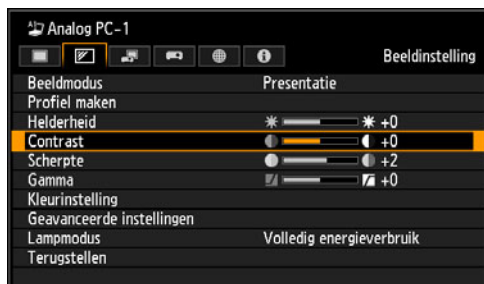 Analog PC-1
Beeldinstelling
Beeldmodus Presentatie
Profiel maken
Helderheid +0
Contrast +0
Scherpte +2
Gamma +0
Kleurinstelling
Geavanceerde instellingen
Lampmodus Volledig energieverbruik
Terugstellen